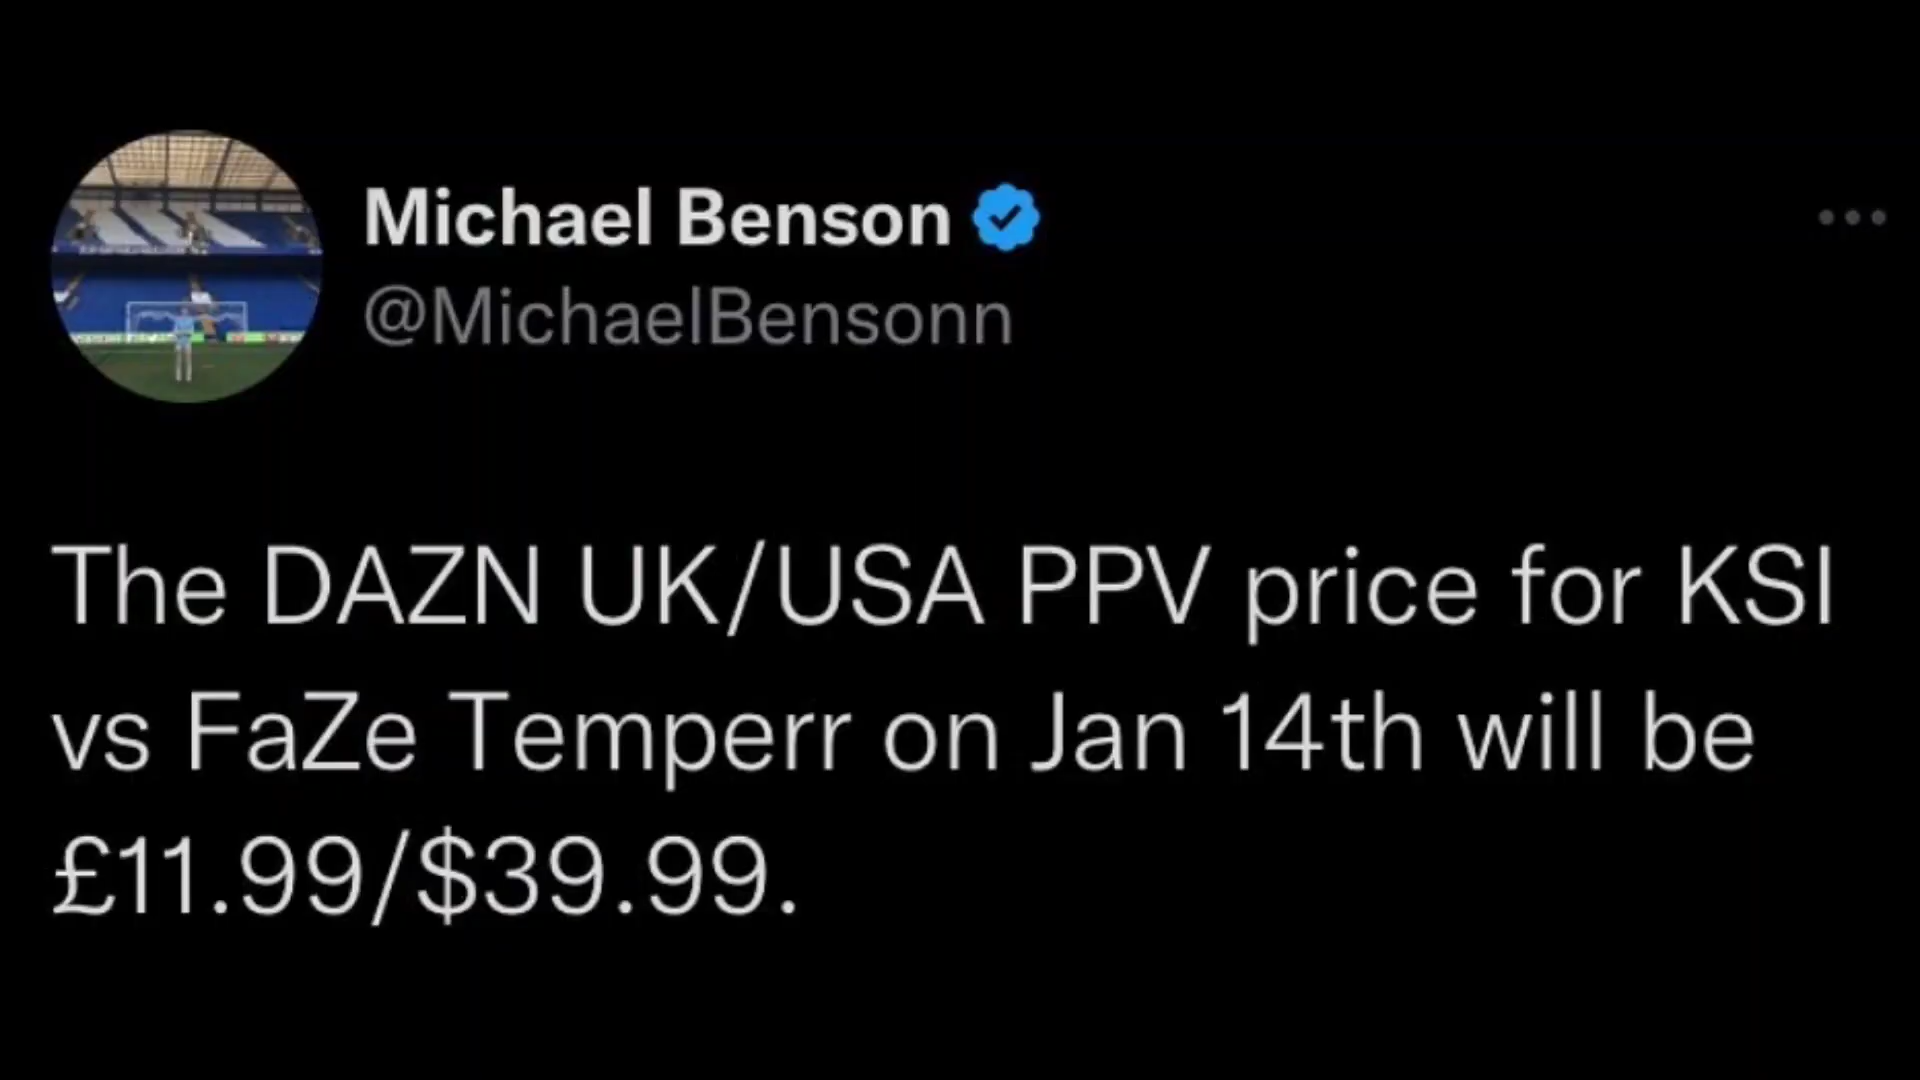 Michael Benson
@MichaelBensonn
The DAZN UK/USA PPV price for KSI
vs FaZe Temperr on Jan 14th will be
£11.99/$39.99.